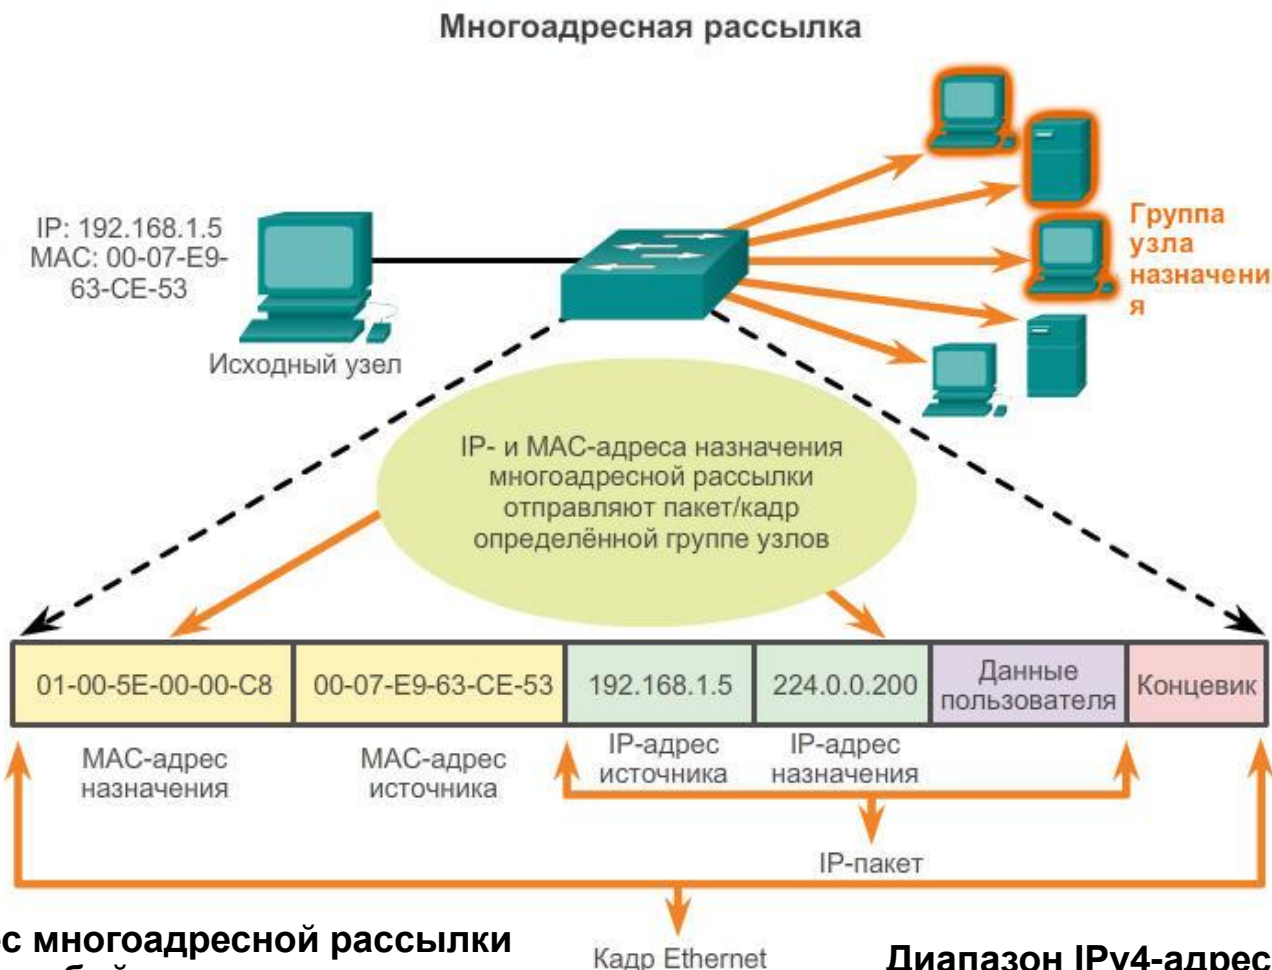 Многоадресная рассылка
IP: 192.168.1.5
MAC: 00-07-E9-
63-CE-53
Исходный узел
Группа
узла
назначени
я
IP- и MAC-адреса назначения
многоадресной рассылки
отправляют пакет/кадр
определённой группе узлов
01-00-5E-00-00-C8
00-07-E9-63-CE-53
192.168.1.5
224.0.0.200
Данные
пользователя
Концевик
MAC-адрес
назначения
MAC-адрес
источника
IP-адрес
источника
IP-адрес
назначения
IP-пакет
Кадр Ethernet
ес многоадресной рассылки
Диапазон IPv4-адрес